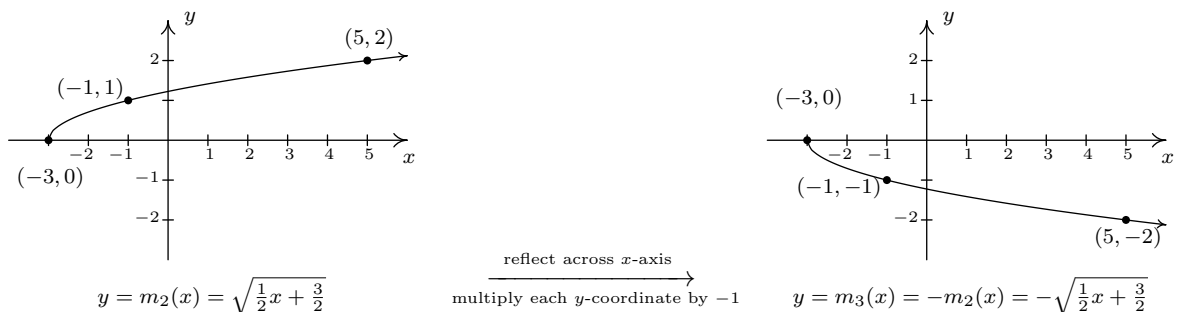 y
y
(5, 2)
2
2
(−1, 1)
(−3, 0)
1
−2 −1 1 2 3 4 5 x
−2 −1 1 2 3 4 5 x
(−3, 0)
−1
(−1, −1)
−2
−2
(5, −2)
reflect across x-axis
y = m₂(x) = √(½x + 3/2)
multiply each y-coordinate by −1
y = m₃(x) = −m₂(x) = −√(½x + 3/2)